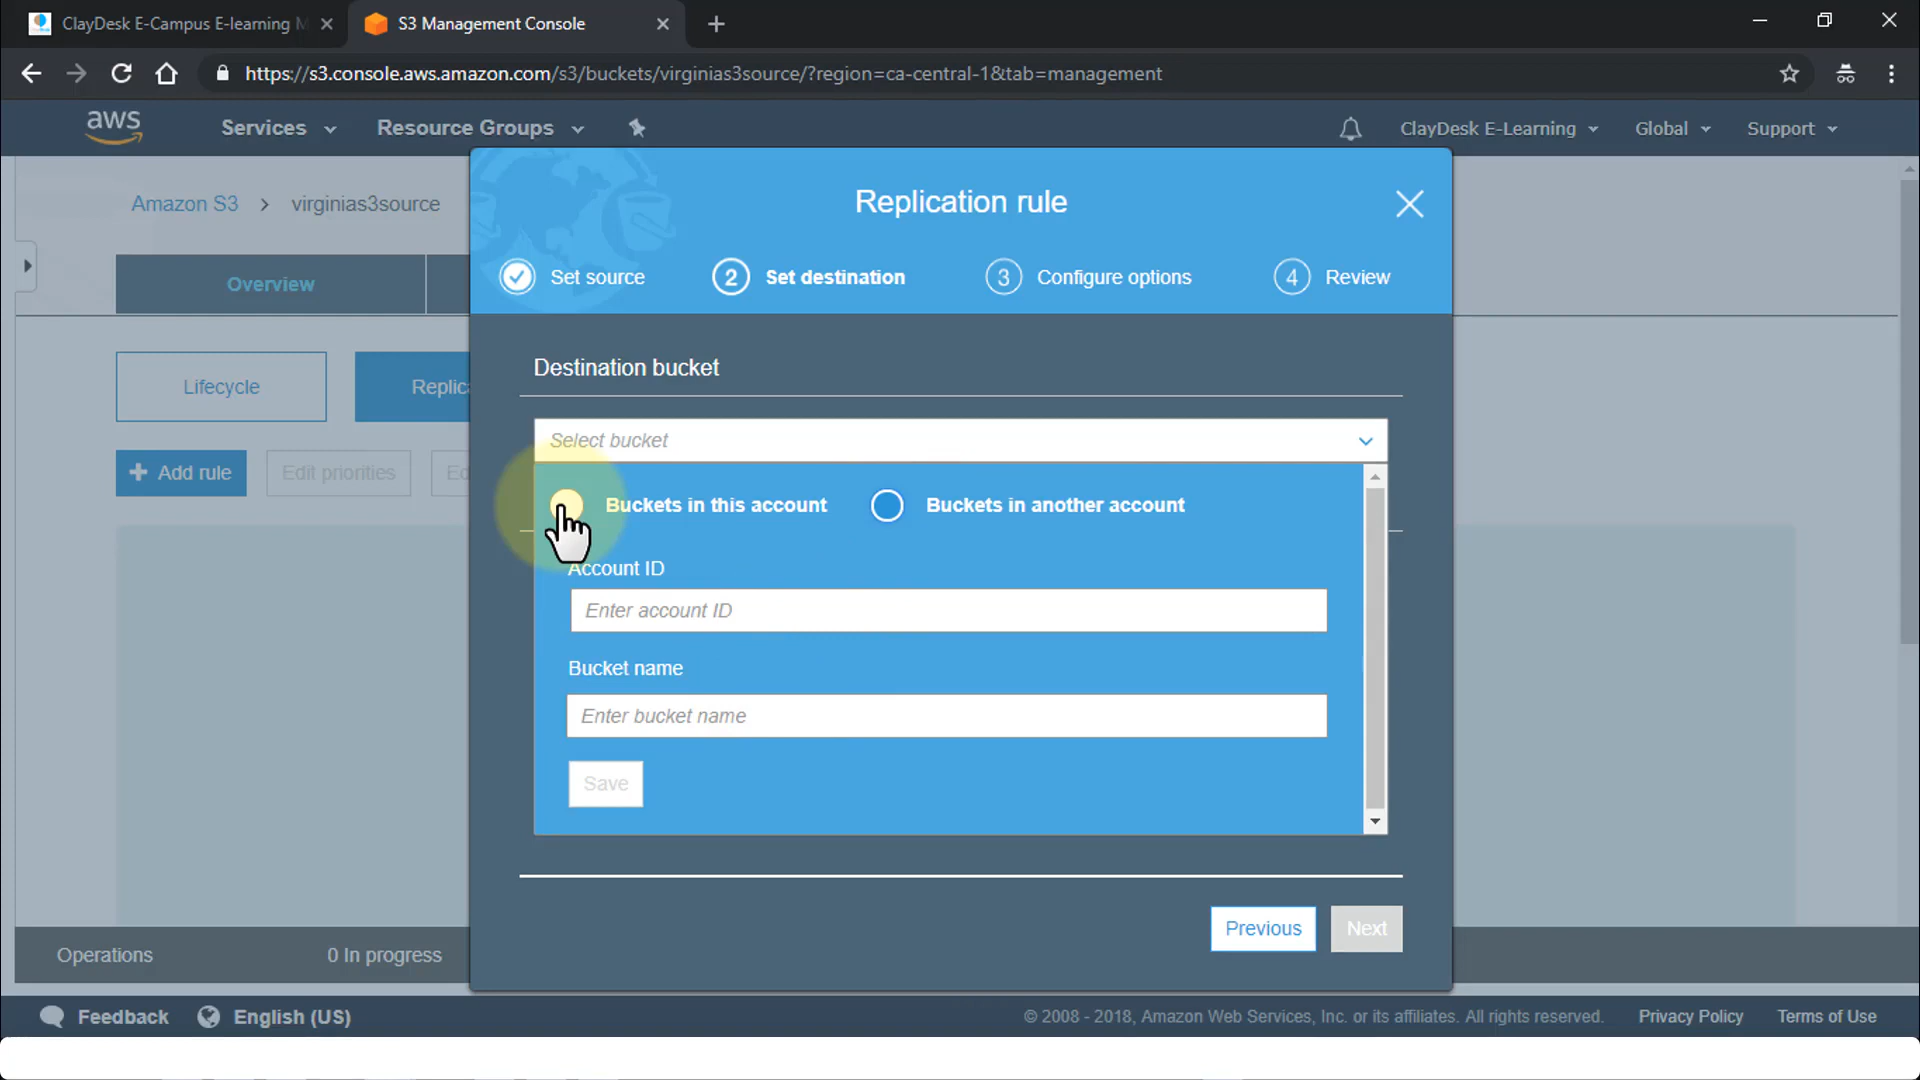 ClayDesk E-Campus E-learning M
S3 Management Console
https://s3.console.aws.amazon.com/s3/buckets/virginias3source/?region=ca-central-1&tab=management
aws
Services
Resource Groups
ClayDesk E-Learning
Global
Support
Amazon S3 > virginias3source
Replication rule
Set source
2 Set destination
3 Configure options
4 Review
Overview
Destination bucket
Lifecycle
Replica
Select bucket
+ Add rule
Edit priorities
Ed
Buckets in this account
Buckets in another account
Account ID
Enter account ID
Bucket name
Enter bucket name
Save
Previous
Next
Operations
0 In progress
Feedback
English (US)
© 2008 - 2018, Amazon Web Services, Inc. or its affiliates. All rights reserved.
Privacy Policy
Terms of Use